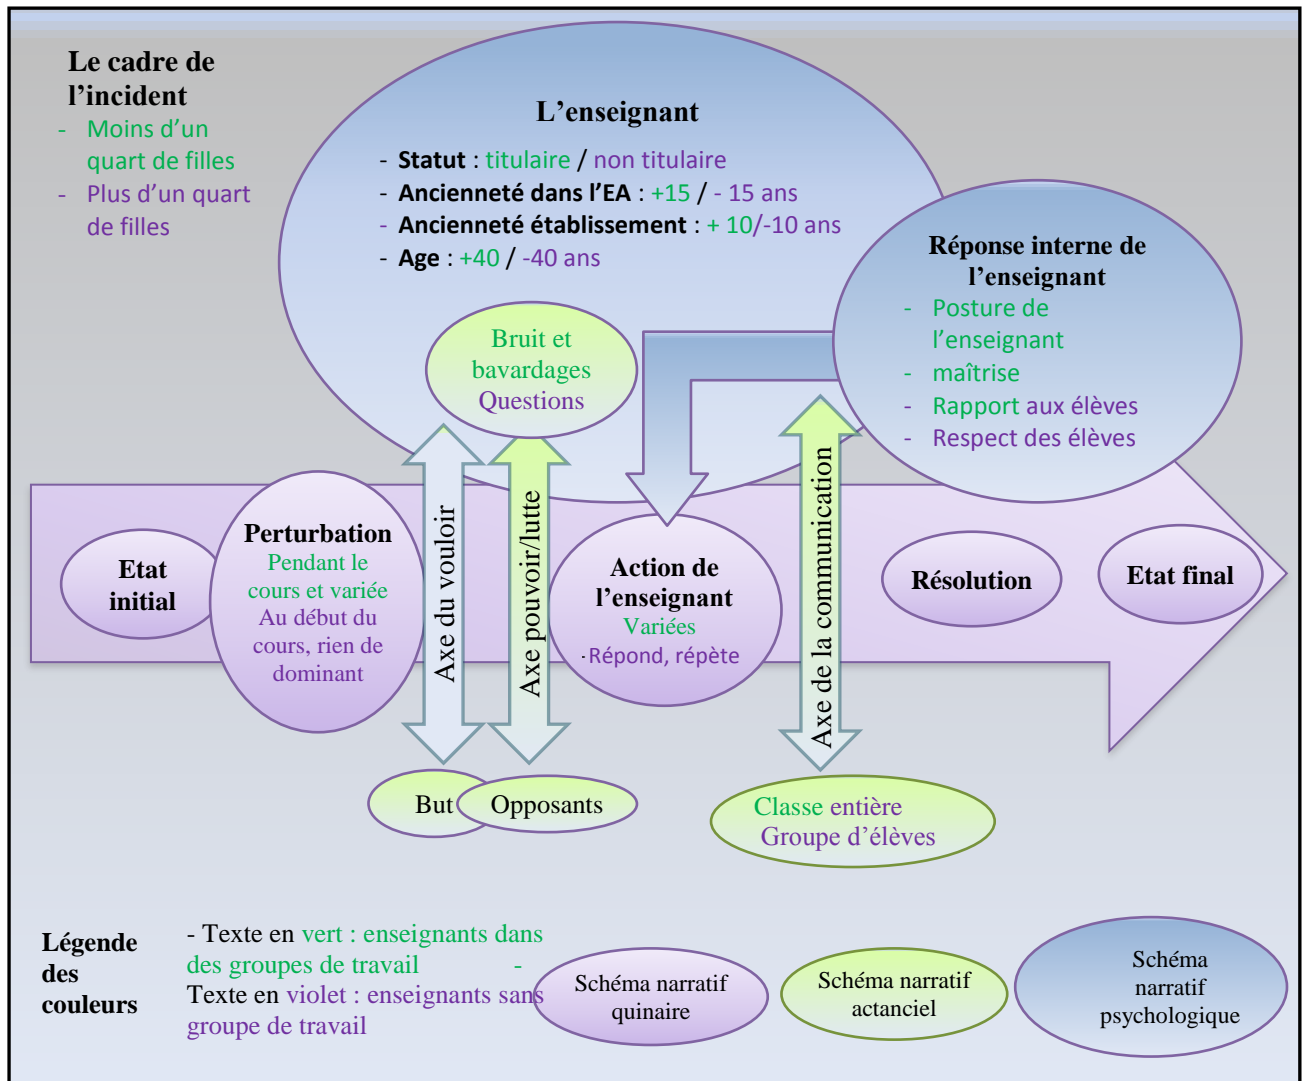 Le cadre de
l’incident
- Moins d’un
quart de filles
- Plus d’un quart
de filles
L’enseignant
- Statut : titulaire / non titulaire
- Ancienneté dans l’EA : +15 / - 15 ans
- Ancienneté établissement : + 10/-10 ans
- Age : +40 / -40 ans
Réponse interne de
l’enseignant
- Posture de
l’enseignant
- maîtrise
- Rapport aux élèves
- Respect des élèves
Bruit et
bavardages
Questions
Etat
initial
Perturbation
Pendant le
cours et variée
Au début du
cours, rien de
dominant
Axe du vouloir
Axe pouvoir/lutte
Action de
l’enseignant
Variées
-Répond, répète
Axe de la communication
Résolution
Etat final
But
Opposants
Classe entière
Groupe d’élèves
Légende
des
couleurs
- Texte en vert : enseignants dans
des groupes de travail -
Texte en violet : enseignants sans
groupe de travail
Schéma narratif
quinaire
Schéma narratif
actanciel
Schéma
narratif
psychologique